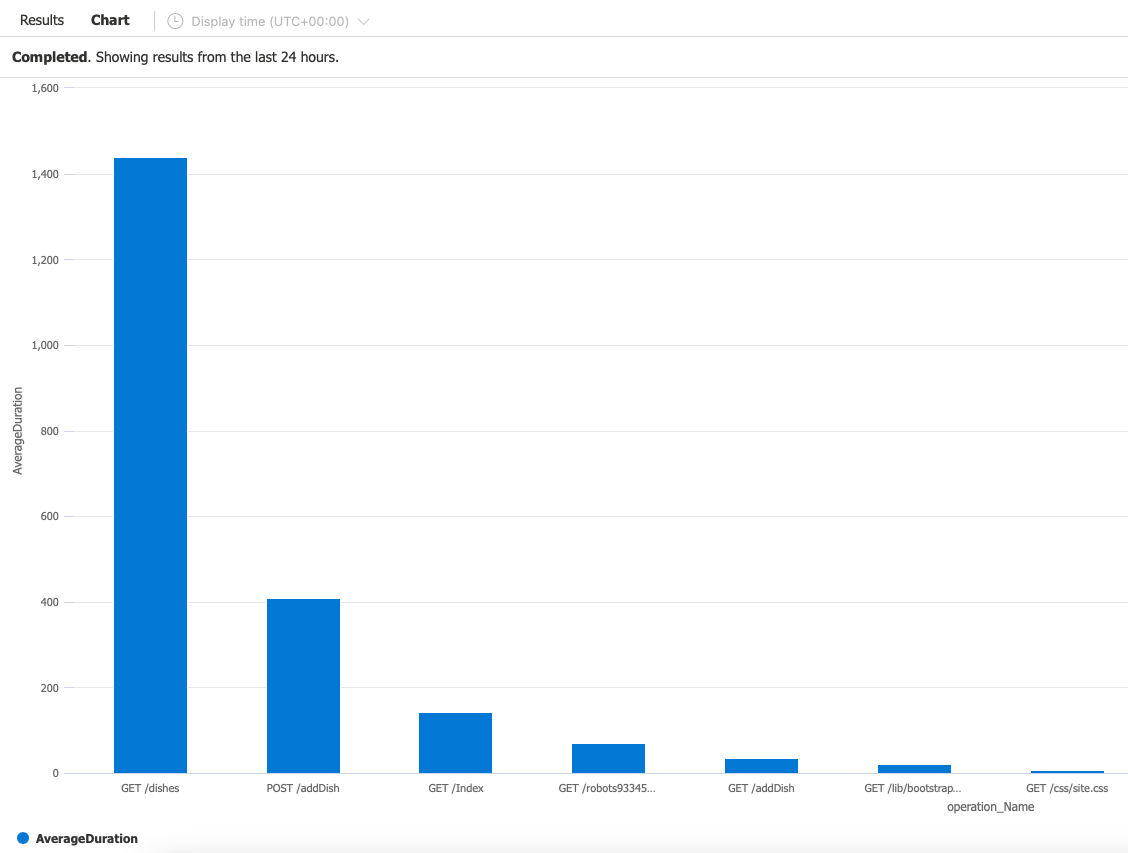 Results Chart Display time (UTC+00:00)
Completed. Showing results from the last 24 hours.
1,600
1,400
1,200
1,000
800
600
400
200
0
AverageDuration
GET /dishes POST /addDish GET /Index GET /robots93345... GET /addDish GET /lib/bootstrap... GET /css/site.css
operation_Name
AverageDuration